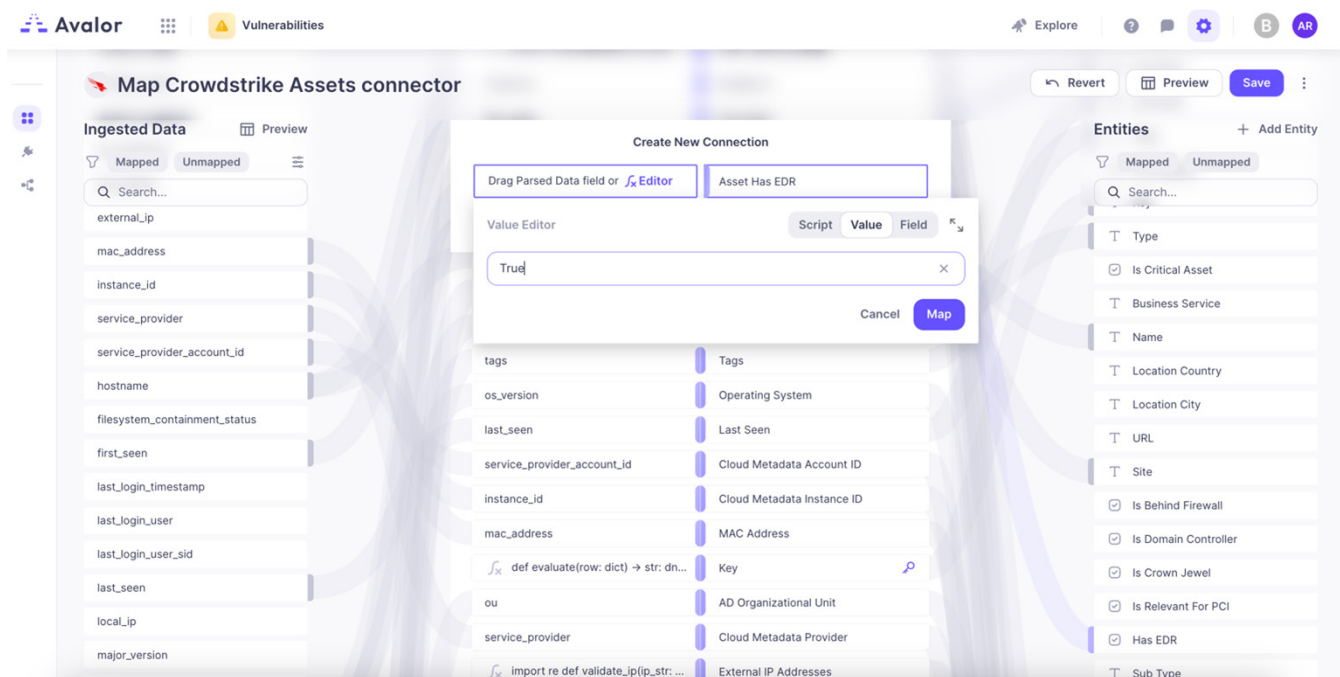 Avalor
Vulnerabilities
Explore
B
AR
Map Crowdstrike Assets connector
Revert
Preview
Save
Ingested Data
Preview
Mapped
Unmapped
Search...
external_ip
mac_address
instance_id
service_provider
service_provider_account_id
hostname
filesystem_containment_status
first_seen
last_login_timestamp
last_login_user
last_login_user_sid
last_seen
local_ip
major_version
Create New Connection
Drag Parsed Data field or fx Editor
Asset Has EDR
Value Editor
Script
Value
Field
True
Cancel
Map
tags
Tags
os_version
Operating System
last_seen
Last Seen
service_provider_account_id
Cloud Metadata Account ID
instance_id
Cloud Metadata Instance ID
mac_address
MAC Address
fx def evaluate(row: dict) → str: dn...
Key
ou
AD Organizational Unit
service_provider
Cloud Metadata Provider
fx import re def validate_ip(ip_str: ...
External IP Addresses
Entities
+ Add Entity
Mapped
Unmapped
Search...
T Type
Is Critical Asset
T Business Service
T Name
T Location Country
T Location City
T URL
T Site
Is Behind Firewall
Is Domain Controller
Is Crown Jewel
Is Relevant For PCI
Has EDR
T Sub Type